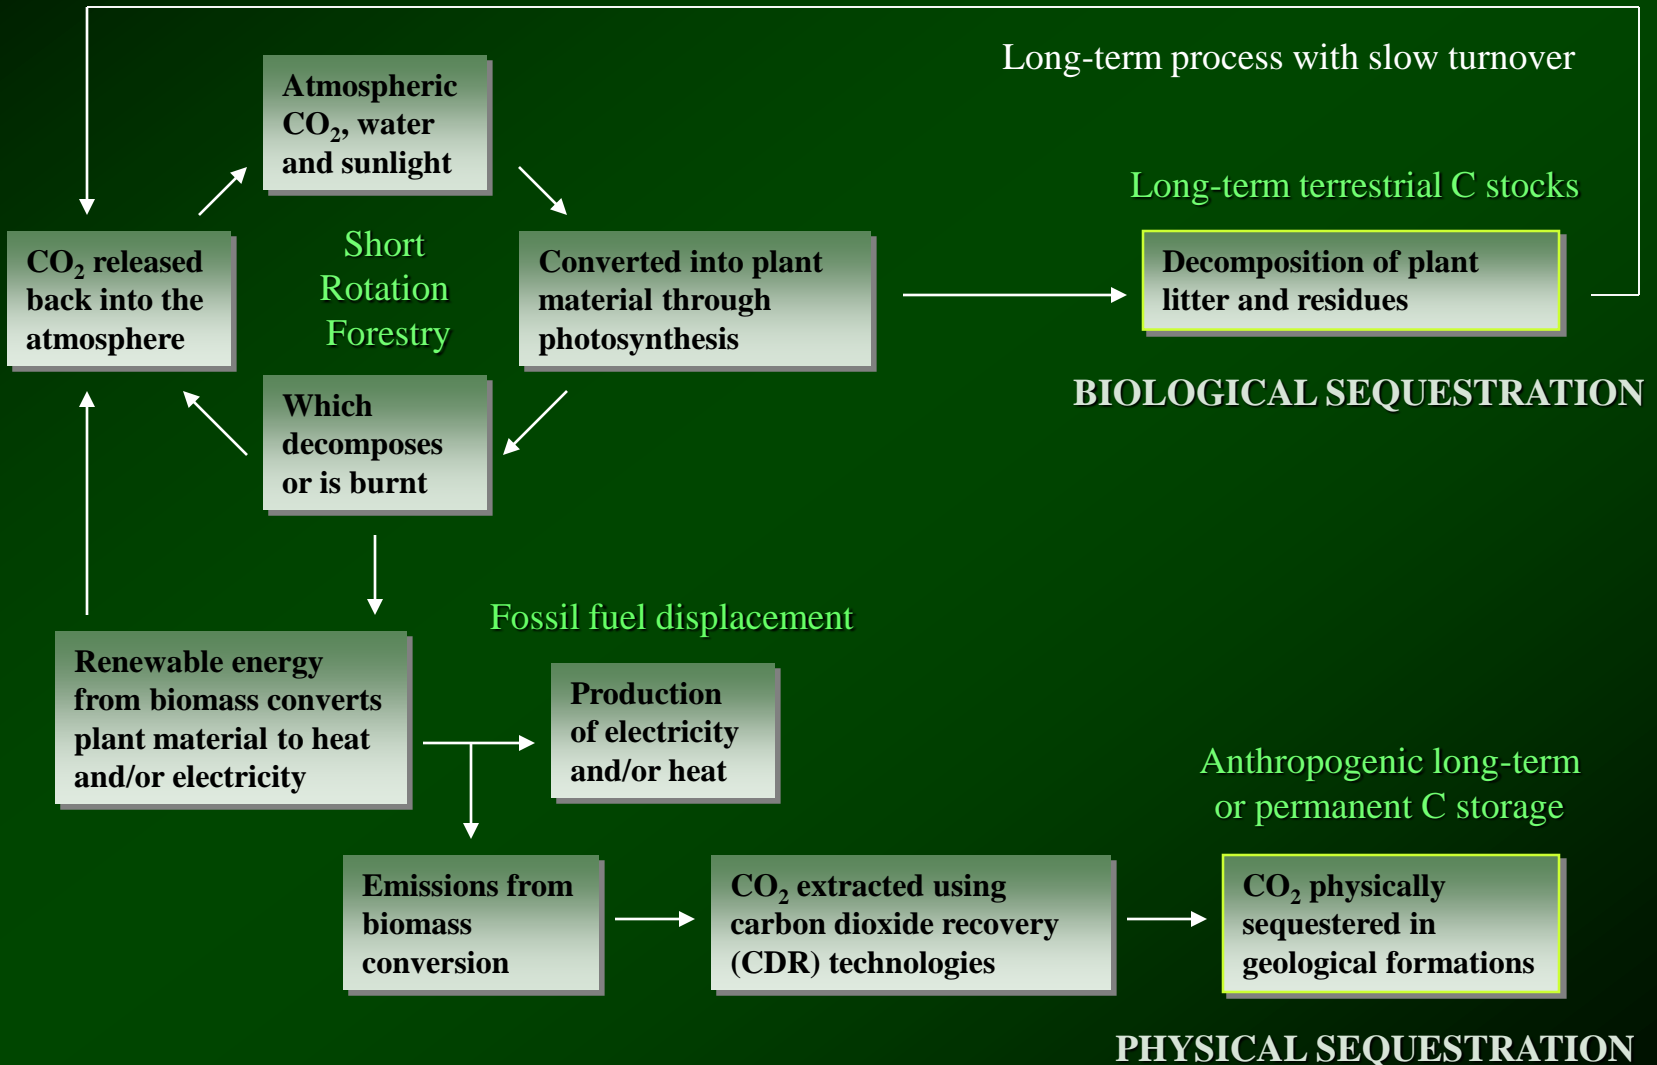 Long-term process with slow turnover
Atmospheric
CO₂, water
and sunlight
Long-term terrestrial C stocks
CO₂ released
back into the
atmosphere
Short
Rotation
Forestry
Converted into plant
material through
photosynthesis
Decomposition of plant
litter and residues
BIOLOGICAL SEQUESTRATION
Which
decomposes
or is burnt
Fossil fuel displacement
Renewable energy
from biomass converts
plant material to heat
and/or electricity
Production
of electricity
and/or heat
Anthropogenic long-term
or permanent C storage
Emissions from
biomass
conversion
CO₂ extracted using
carbon dioxide recovery
(CDR) technologies
CO₂ physically
sequestered in
geological formations
PHYSICAL SEQUESTRATION